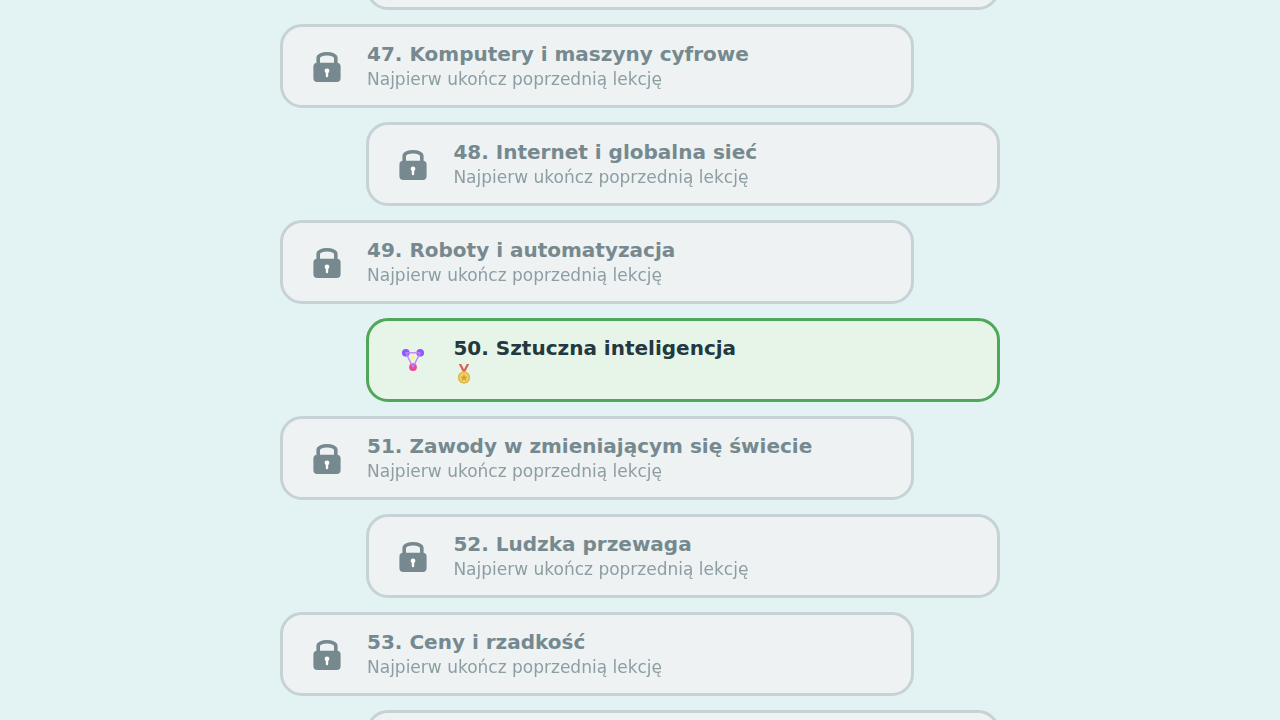 47. Komputery i maszyny cyfrowe
Najpierw ukończ poprzednią lekcję
48. Internet i globalna sieć
Najpierw ukończ poprzednią lekcję
49. Roboty i automatyzacja
Najpierw ukończ poprzednią lekcję
50. Sztuczna inteligencja
51. Zawody w zmieniającym się świecie
Najpierw ukończ poprzednią lekcję
52. Ludzka przewaga
Najpierw ukończ poprzednią lekcję
53. Ceny i rzadkość
Najpierw ukończ poprzednią lekcję